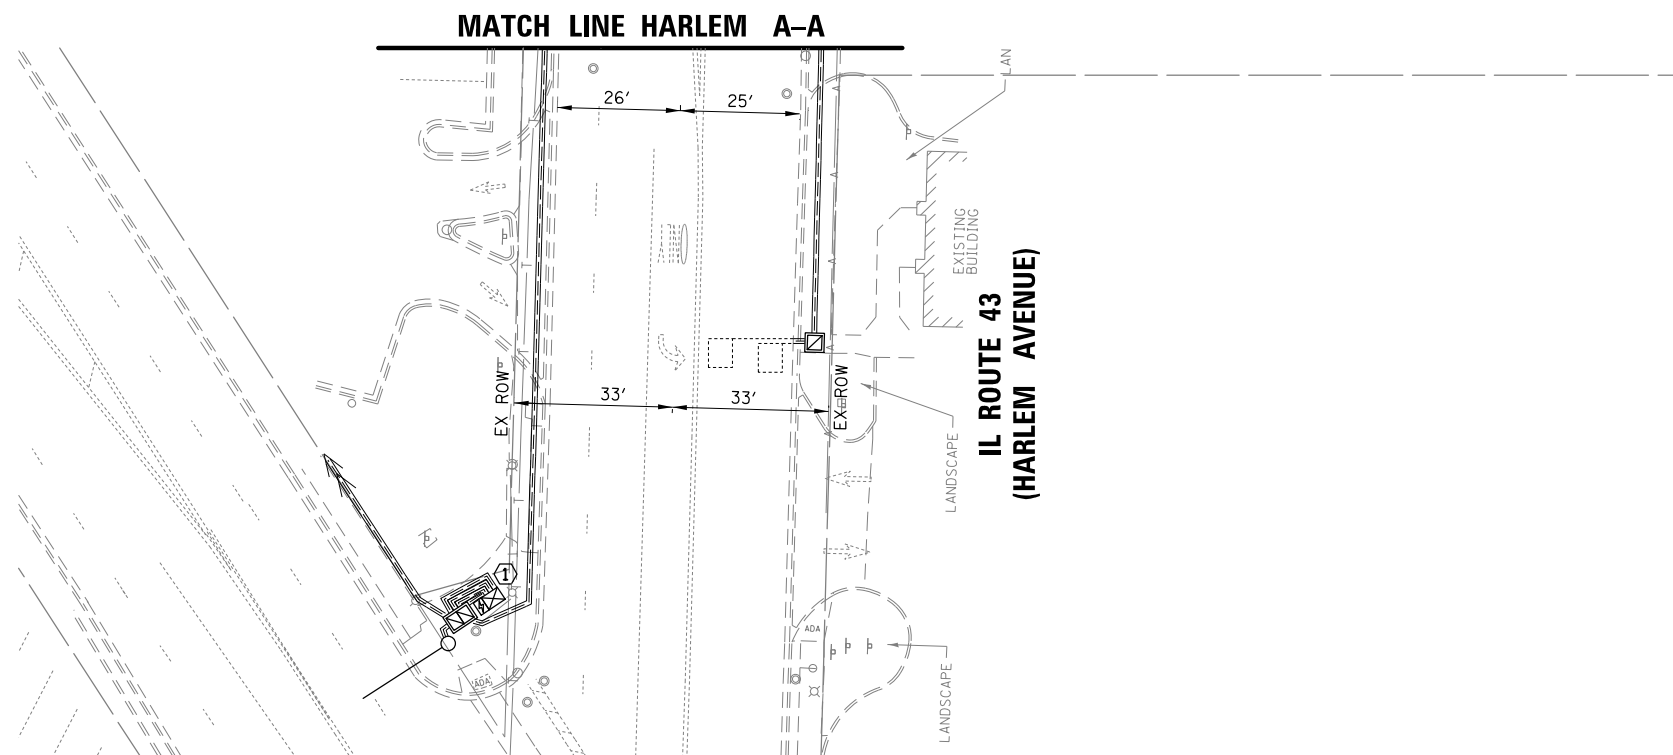 MATCH LINE HARLEM A-A
LAN
26'
25'
EXISTING
BUILDING
IL ROUTE 43
(HARLEM AVENUE)
EX ROW
33'
33'
EX ROW
LANDSCAPE
1
ADA
ADA
LANDSCAPE